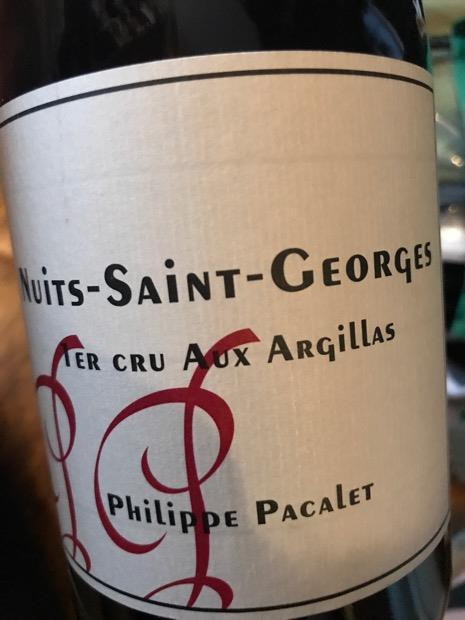 Nuits-Saint-Georges
1er cru Aux Argillas
Philippe Pacalet